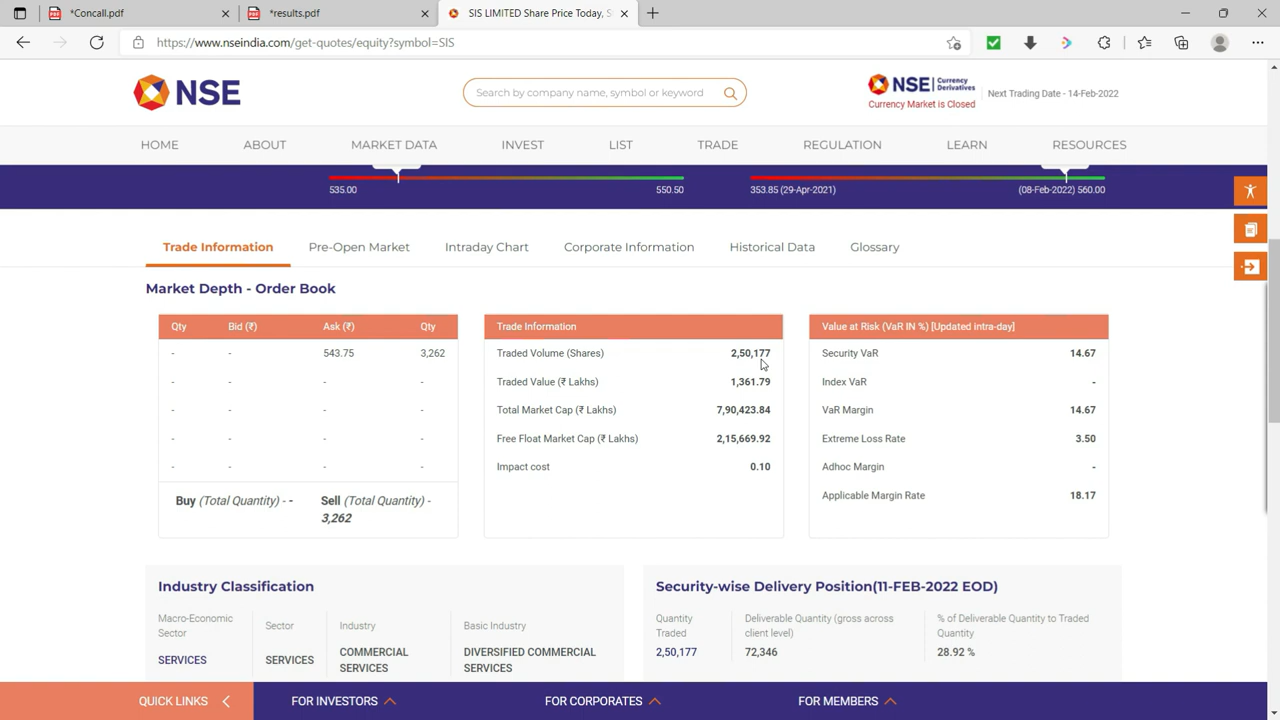 *Concall.pdf
*results.pdf
SIS LIMITED Share Price Today, S
https://www.nseindia.com/get-quotes/equity?symbol=SIS
NSE
Search by company name, symbol or keyword
NSE Currency Derivatives
Currency Market is Closed
Next Trading Date - 14-Feb-2022
HOME ABOUT MARKET DATA INVEST LIST TRADE REGULATION LEARN RESOURCES
535.00 550.50 353.85 (29-Apr-2021) (08-Feb-2022) 560.00
Trade Information Pre-Open Market Intraday Chart Corporate Information Historical Data Glossary
Market Depth - Order Book
Qty Bid (₹) Ask (₹) Qty
- - 543.75 3,262
- - - -
- - - -
- - - -
- - - -
Buy (Total Quantity) - - Sell (Total Quantity) -
3,262
Trade Information
Traded Volume (Shares) 2,50,177
Traded Value (₹ Lakhs) 1,361.79
Total Market Cap (₹ Lakhs) 7,90,423.84
Free Float Market Cap (₹ Lakhs) 2,15,669.92
Impact cost 0.10
Value at Risk (VaR IN %) [Updated intra-day]
Security VaR 14.67
Index VaR -
VaR Margin 14.67
Extreme Loss Rate 3.50
Adhoc Margin -
Applicable Margin Rate 18.17
Industry Classification
Macro-Economic Sector
Sector Industry Basic Industry
SERVICES SERVICES COMMERCIAL SERVICES DIVERSIFIED COMMERCIAL SERVICES
Security-wise Delivery Position(11-FEB-2022 EOD)
Quantity Traded
Deliverable Quantity (gross across client level)
% of Deliverable Quantity to Traded Quantity
2,50,177 72,346 28.92 %
QUICK LINKS FOR INVESTORS FOR CORPORATES FOR MEMBERS